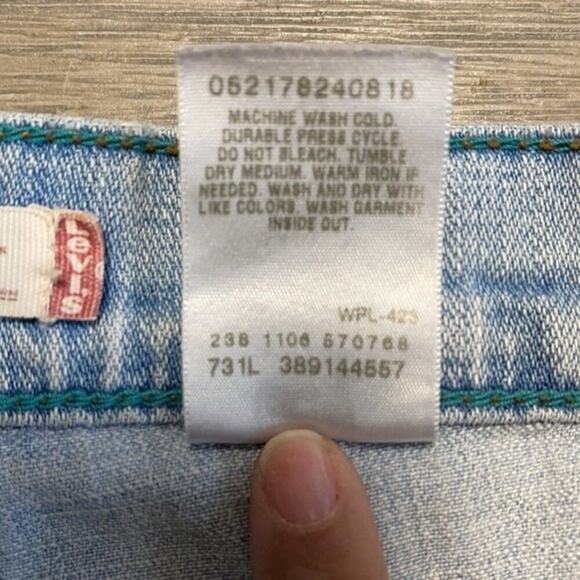 052178240818
MACHINE WASH COLD.
DURABLE PRESS CYCLE.
DO NOT BLEACH. TUMBLE
DRY MEDIUM. WARM IRON IF
NEEDED. WASH AND DRY WITH
LIKE COLORS. WASH GARMENT
INSIDE OUT.
WPL-423
238 1106 570768
731L 389144557
Levi's